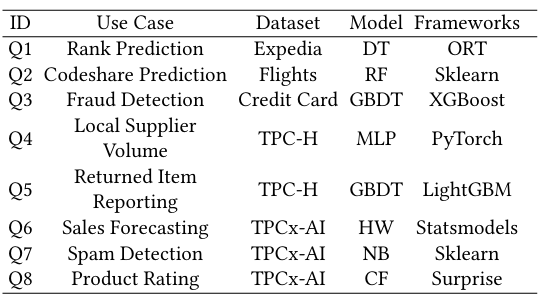 ID Use Case Dataset Model Frameworks
Q1 Rank Prediction Expedia DT ORT
Q2 Codeshare Prediction Flights RF Sklearn
Q3 Fraud Detection Credit Card GBDT XGBoost
Q4 Local Supplier Volume TPC-H MLP PyTorch
Q5 Returned Item Reporting TPC-H GBDT LightGBM
Q6 Sales Forecasting TPCx-AI HW Statsmodels
Q7 Spam Detection TPCx-AI NB Sklearn
Q8 Product Rating TPCx-AI CF Surprise